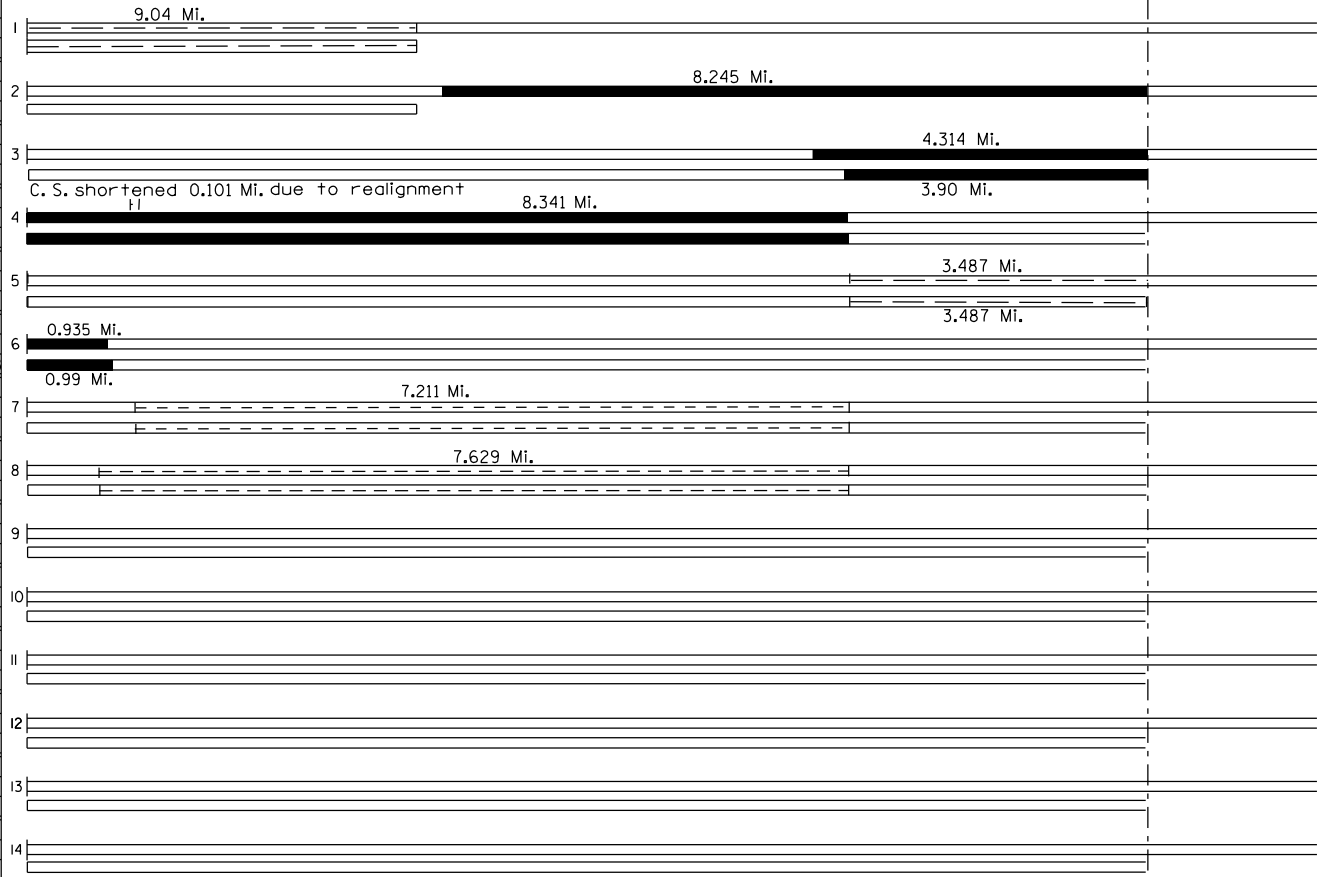 9.04 Mi.
1
8.245 Mi.
2
4.314 Mi.
3
C. S. shortened 0.101 Mi. due to realignment
3.90 Mi.
8.341 Mi.
4
3.487 Mi.
5
3.487 Mi.
0.935 Mi.
6
0.99 Mi.
7.211 Mi.
7
7.629 Mi.
8
9
10
11
12
13
14